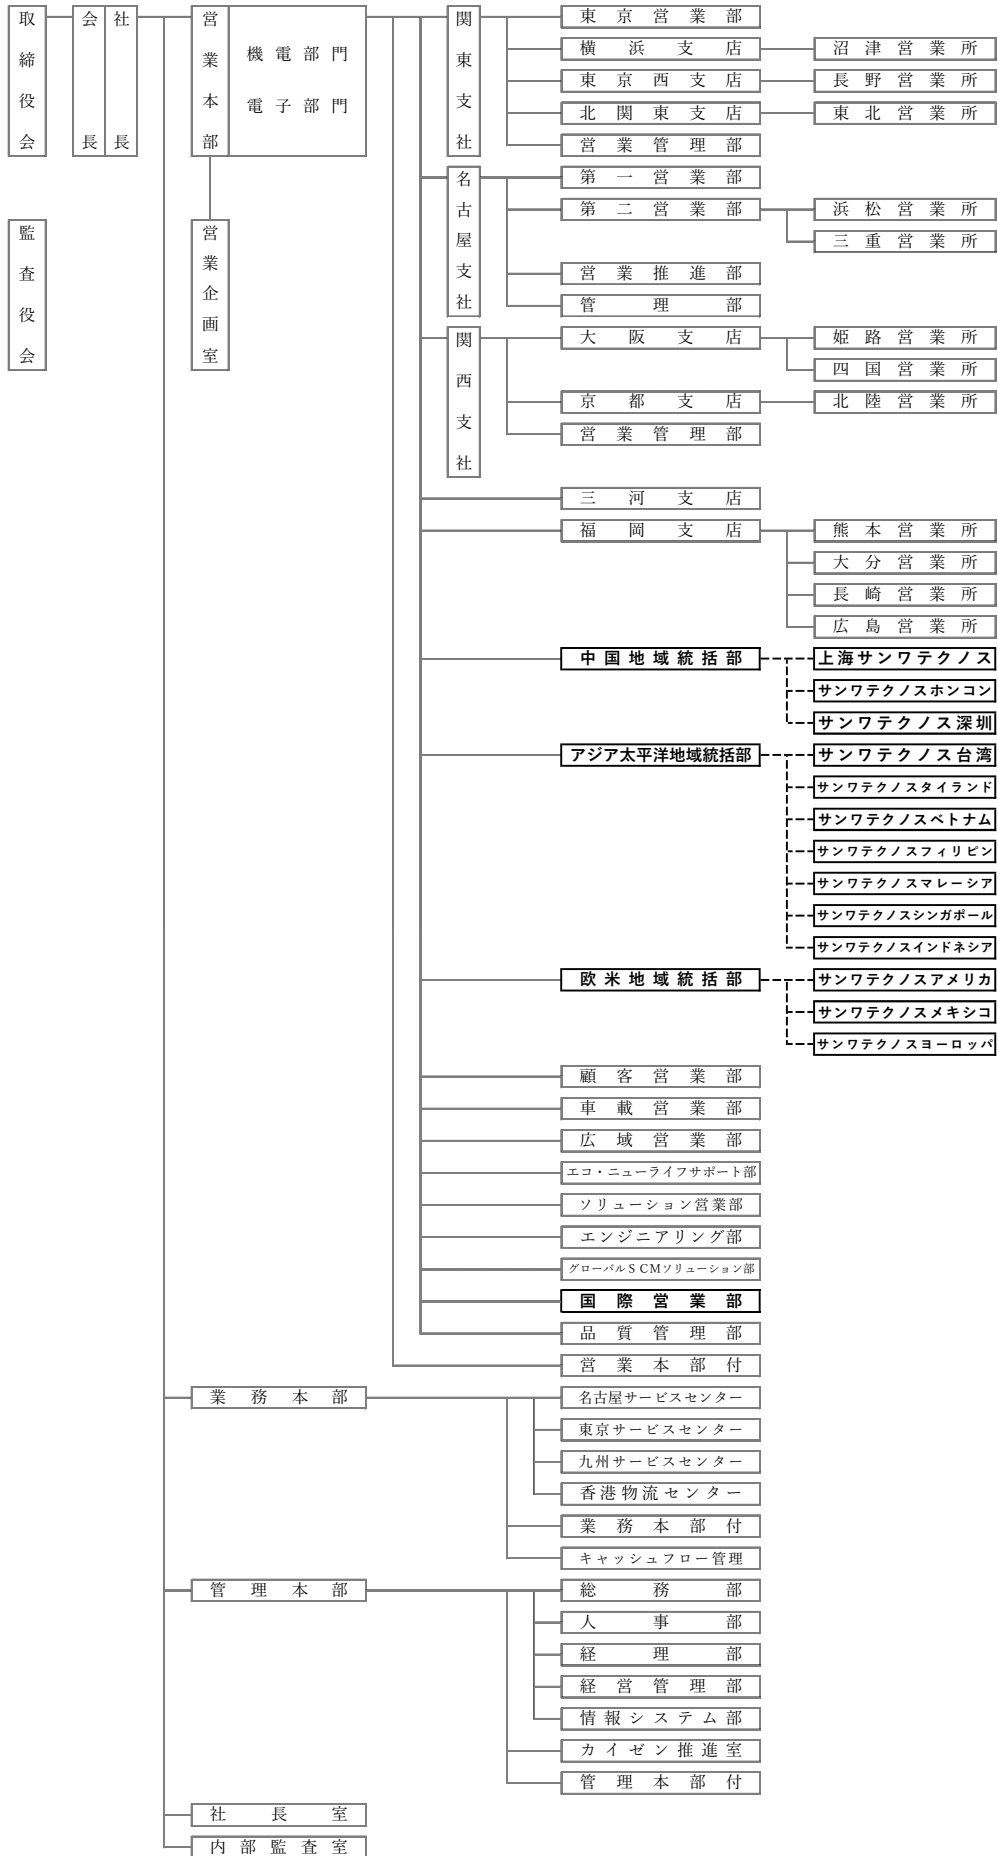 取締役会
会長
社長
営業本部
機電部門
電子部門
関東支社
東京営業部
横浜支店
沼津営業所
東京西支店
長野営業所
北関東支店
東北営業所
営業管理部
名古屋支社
第一営業部
第二営業部
浜松営業所
三重営業所
営業推進部
管理部
監査役会
営業企画室
関西支社
大阪支店
姫路営業所
四国営業所
京都支店
北陸営業所
営業管理部
三河支店
福岡支店
熊本営業所
大分営業所
長崎営業所
広島営業所
中国地域統括部
上海サンワテクノス
サンワテクノスホンコン
サンワテクノス深圳
アジア太平洋地域統括部
サンワテクノス台湾
サンワテクノスタイランド
サンワテクノスベトナム
サンワテクノスフィリピン
サンワテクノスマレーシア
サンワテクノスシンガポール
サンワテクノスインドネシア
欧米地域統括部
サンワテクノスアメリカ
サンワテクノスメキシコ
サンワテクノスヨーロッパ
顧客営業部
車載営業部
広域営業部
エコ・ニューライフサポート部
ソリューション営業部
エンジニアリング部
グローバルSCMソリューション部
国際営業部
品質管理部
営業本部付
業務本部
名古屋サービスセンター
東京サービスセンター
九州サービスセンター
香港物流センター
業務本部付
キャッシュフロー管理
管理本部
総務部
人事部
経理部
経営管理部
情報システム部
カイゼン推進室
管理本部付
社長室
内部監査室